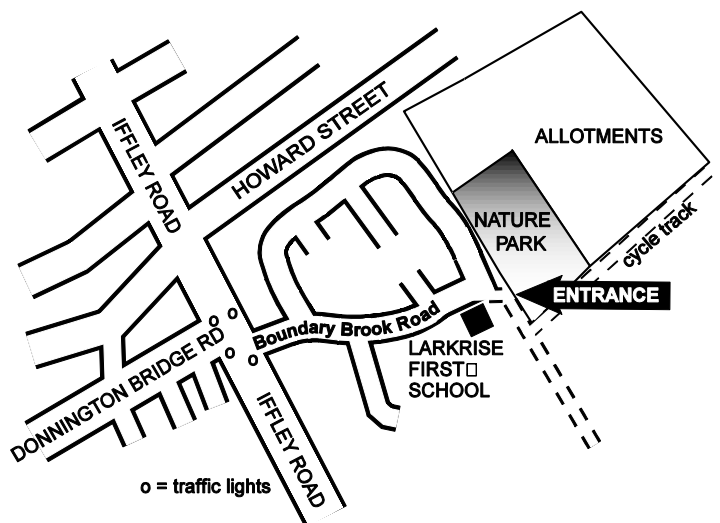 IFFLEY ROAD
HOWARD STREET
ALLOTMENTS
NATURE
PARK
cycle track
ENTRANCE
Boundary Brook Road
LARKRISE
FIRST□
SCHOOL
DONNINGTON BRIDGE RD
IFFLEY ROAD
o = traffic lights